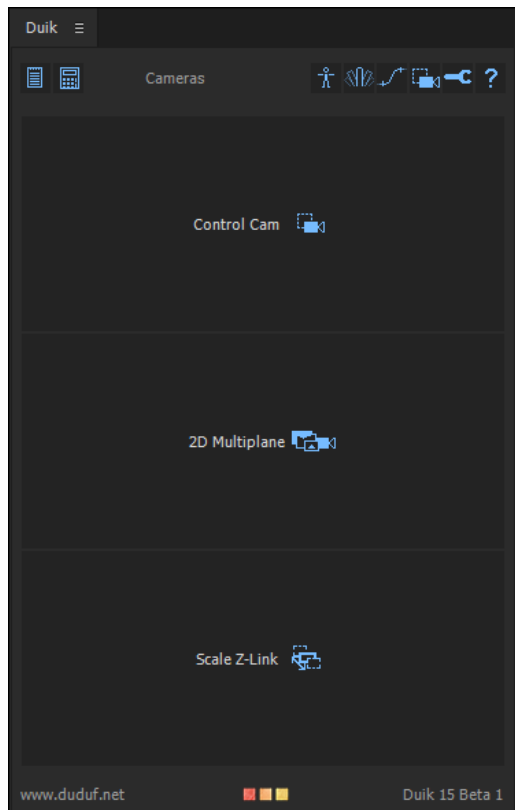 Duik
Cameras
?
Control Cam
2D Multiplane
Scale Z-Link
www.duduf.net
Duik 15 Beta 1